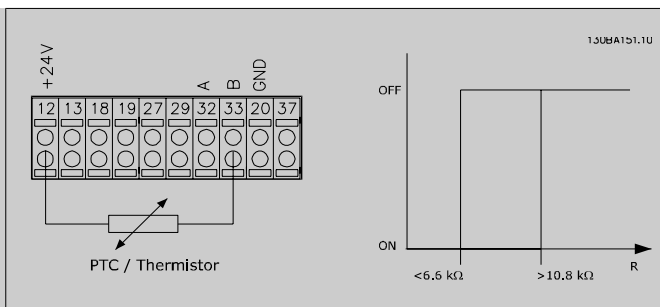 130BA151.10
+24V
A
B
GND
12 13 18 19 27 29 32 33 20 37
PTC / Thermistor
OFF
ON
<6.6 kΩ
>10.8 kΩ
R